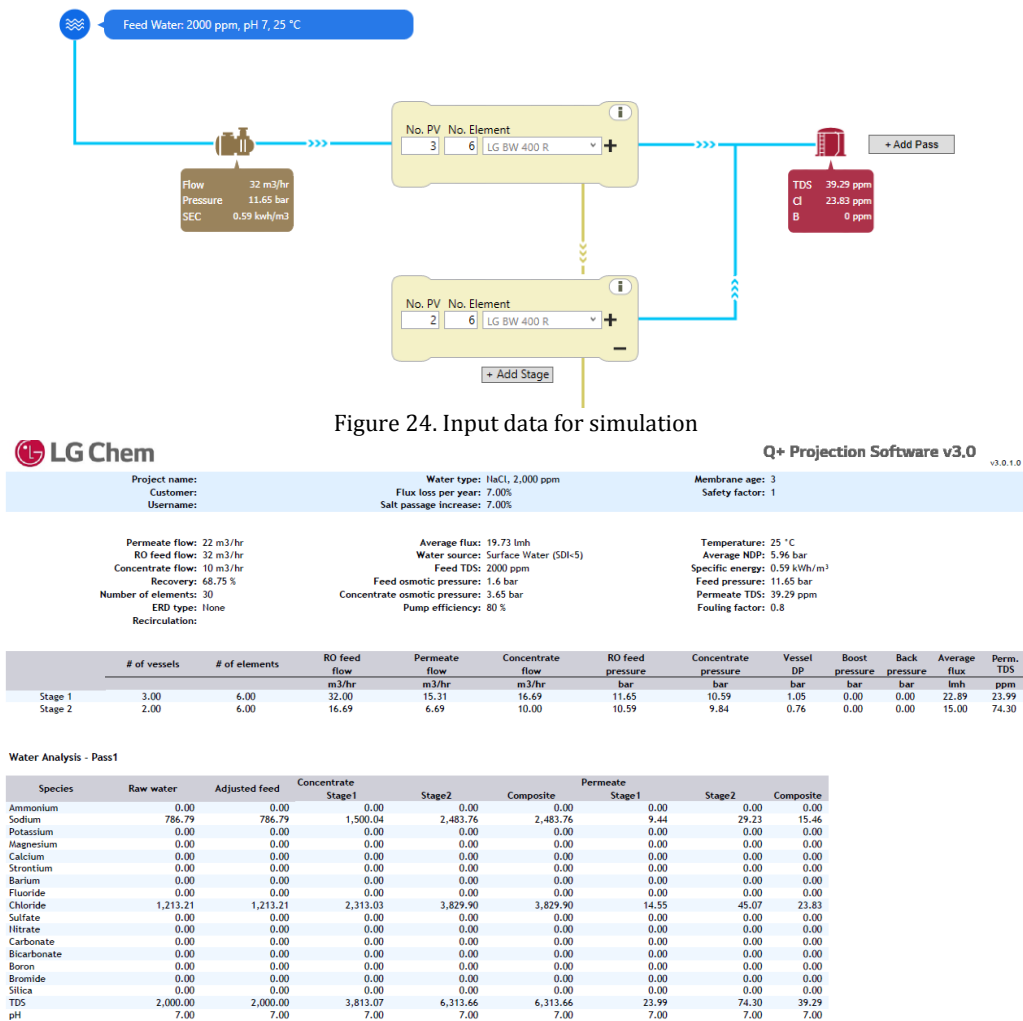 Feed Water: 2000 ppm, pH 7, 25 °C
No. PV No. Element
3 6 LG BW 400 R
+ Add Pass
Flow 32 m3/hr
Pressure 11.65 bar
SEC 0.59 kwh/m3
TDS 39.29 ppm
Cl 23.83 ppm
B 0 ppm
No. PV No. Element
2 6 LG BW 400 R
+ Add Stage
Figure 24. Input data for simulation
LG Chem
Q+ Projection Software v3.0
v3.0.1.0
Project name: Water type: NaCl, 2,000 ppm Membrane age: 3
Customer: Flux loss per year: 7.00% Safety factor: 1
Username: Salt passage increase: 7.00%
Permeate flow: 22 m3/hr Average flux: 19.73 lmh Temperature: 25 °C
RO feed flow: 32 m3/hr Water source: Surface Water (SDI<5) Average NDP: 5.96 bar
Concentrate flow: 10 m3/hr Feed TDS: 2000 ppm Specific energy: 0.59 kWh/m³
Recovery: 68.75 % Feed osmotic pressure: 1.6 bar Feed pressure: 11.65 bar
Number of elements: 30 Concentrate osmotic pressure: 3.65 bar Permeate TDS: 39.29 ppm
ERD type: None Pump efficiency: 80 % Fouling factor: 0.8
Recirculation:
# of vessels # of elements RO feed flow Permeate flow Concentrate flow RO feed pressure Concentrate pressure Vessel DP Boost pressure Back pressure Average flux Perm. TDS
m3/hr m3/hr m3/hr bar bar bar bar bar lmh ppm
Stage 1 3.00 6.00 32.00 15.31 16.69 11.65 10.59 1.05 0.00 0.00 22.89 23.99
Stage 2 2.00 6.00 16.69 6.69 10.00 10.59 9.84 0.76 0.00 0.00 15.00 74.30
Water Analysis - Pass1
Species Raw water Adjusted feed Concentrate Permeate
Stage1 Stage2 Composite Stage1 Stage2 Composite
Ammonium 0.00 0.00 0.00 0.00 0.00 0.00 0.00 0.00
Sodium 786.79 786.79 1,500.04 2,483.76 2,483.76 9.44 29.23 15.46
Potassium 0.00 0.00 0.00 0.00 0.00 0.00 0.00 0.00
Magnesium 0.00 0.00 0.00 0.00 0.00 0.00 0.00 0.00
Calcium 0.00 0.00 0.00 0.00 0.00 0.00 0.00 0.00
Strontium 0.00 0.00 0.00 0.00 0.00 0.00 0.00 0.00
Barium 0.00 0.00 0.00 0.00 0.00 0.00 0.00 0.00
Fluoride 0.00 0.00 0.00 0.00 0.00 0.00 0.00 0.00
Chloride 1,213.21 1,213.21 2,313.03 3,829.90 3,829.90 14.55 45.07 23.83
Sulfate 0.00 0.00 0.00 0.00 0.00 0.00 0.00 0.00
Nitrate 0.00 0.00 0.00 0.00 0.00 0.00 0.00 0.00
Carbonate 0.00 0.00 0.00 0.00 0.00 0.00 0.00 0.00
Bicarbonate 0.00 0.00 0.00 0.00 0.00 0.00 0.00 0.00
Boron 0.00 0.00 0.00 0.00 0.00 0.00 0.00 0.00
Bromide 0.00 0.00 0.00 0.00 0.00 0.00 0.00 0.00
Silica 0.00 0.00 0.00 0.00 0.00 0.00 0.00 0.00
TDS 2,000.00 2,000.00 3,813.07 6,313.66 6,313.66 23.99 74.30 39.29
pH 7.00 7.00 7.00 7.00 7.00 7.00 7.00 7.00